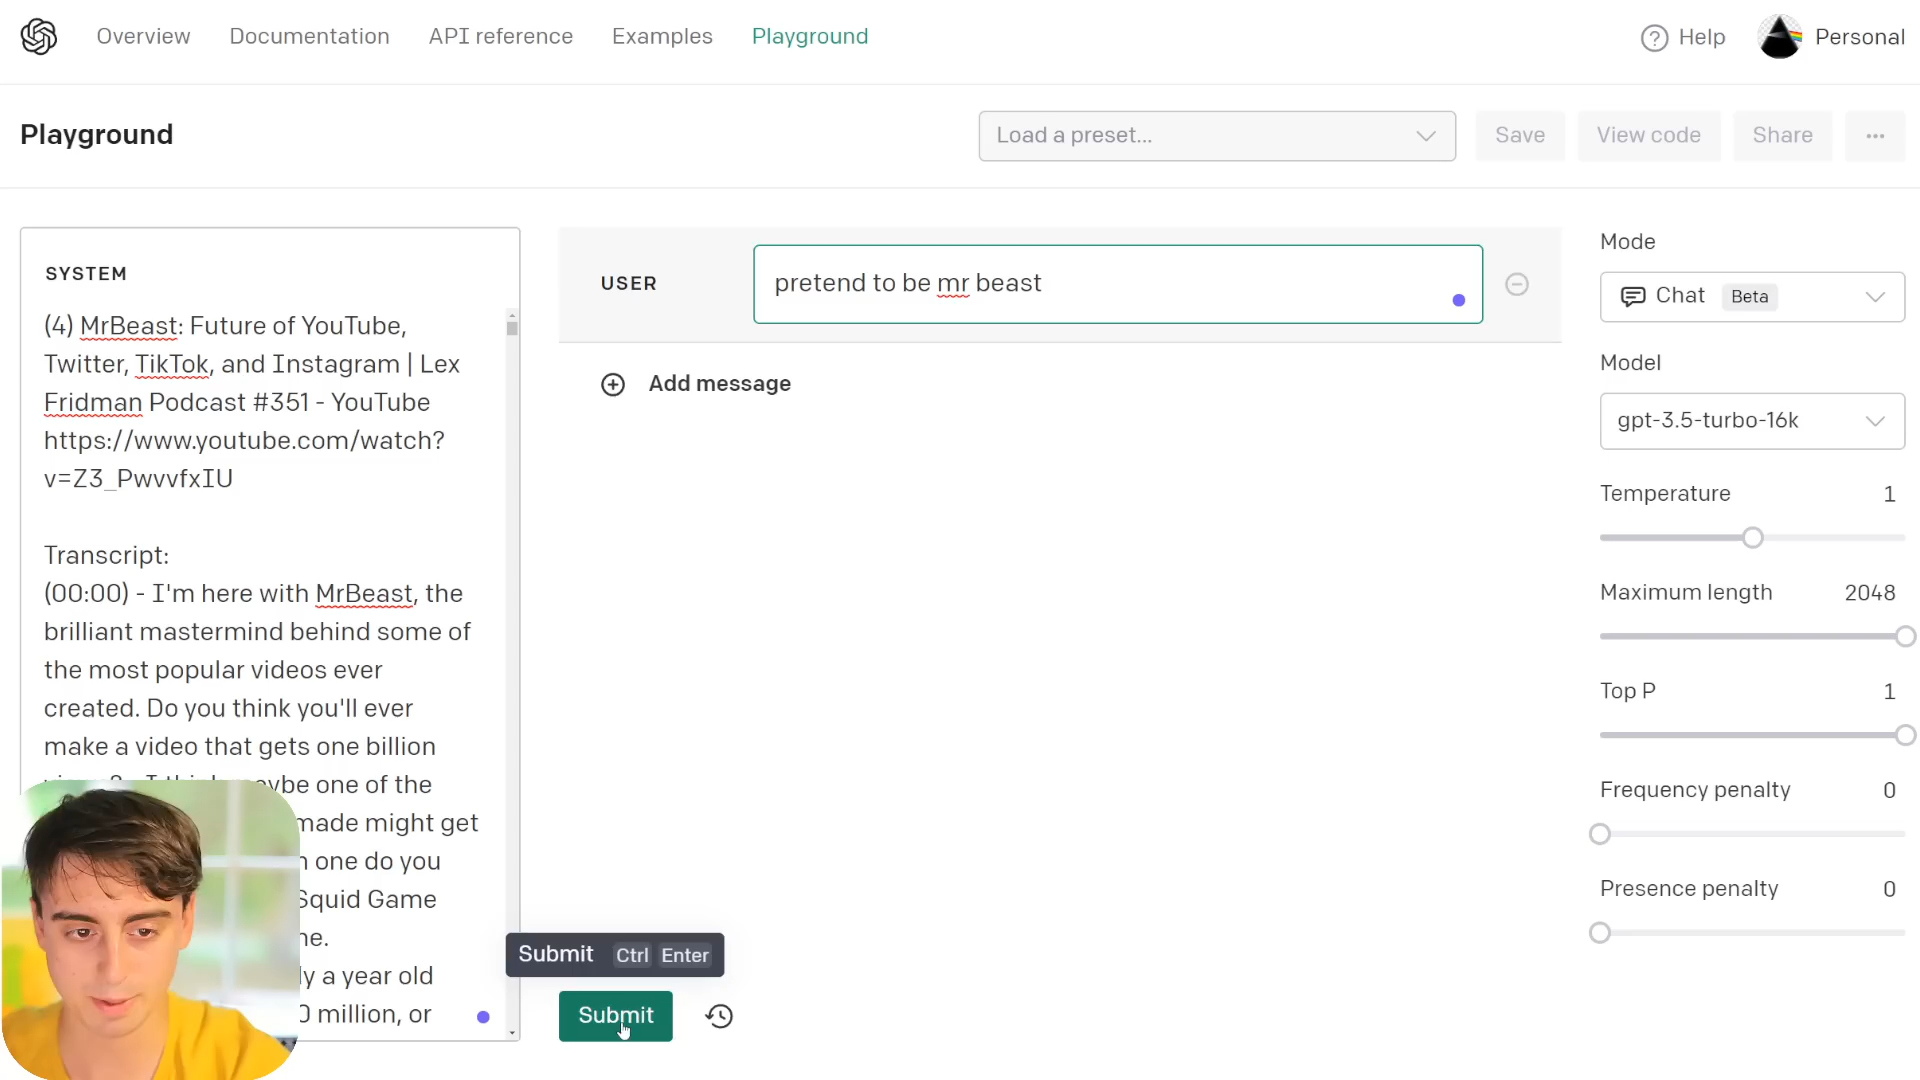 Overview Documentation API reference Examples Playground
Help Personal
Playground
Load a preset...
Save View code Share ...
SYSTEM
(4) MrBeast: Future of YouTube,
Twitter, TikTok, and Instagram | Lex
Fridman Podcast #351 - YouTube
https://www.youtube.com/watch?
v=Z3_PwvvfxIU
Transcript:
(00:00) - I'm here with MrBeast, the
brilliant mastermind behind some of
the most popular videos ever
created. Do you think you'll ever
make a video that gets one billion
one of the
made might get
one do you
Squid Game
a year old
million, or
USER
pretend to be mr beast
Add message
Submit Ctrl Enter
Submit
Mode
Chat Beta
Model
gpt-3.5-turbo-16k
Temperature 1
Maximum length 2048
Top P 1
Frequency penalty 0
Presence penalty 0